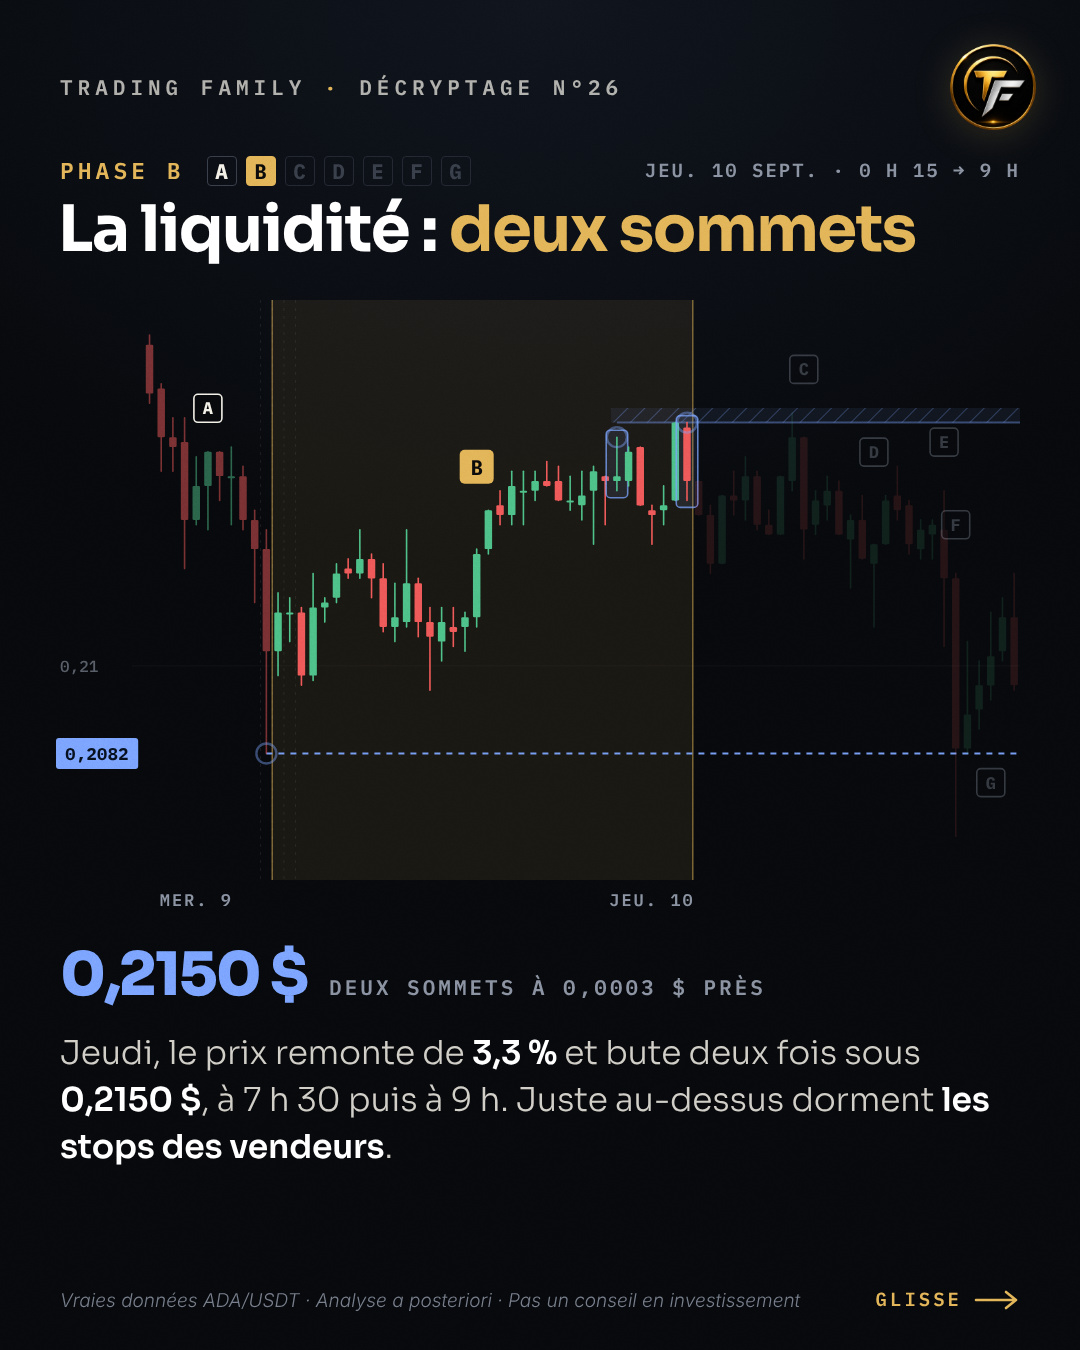 TRADING FAMILY · DÉCRYPTAGE N°26
TF
PHASE B A B C D E F G
JEU. 10 SEPT. · 0 H 15 → 9 H
La liquidité : deux sommets
A
B
C
D
E
F
G
0,21
0,2082
MER. 9
JEU. 10
0,2150 $ DEUX SOMMETS À 0,0003 $ PRÈS
Jeudi, le prix remonte de 3,3 % et bute deux fois sous
0,2150 $, à 7 h 30 puis à 9 h. Juste au-dessus dorment les
stops des vendeurs.
Vraies données ADA/USDT · Analyse a posteriori · Pas un conseil en investissement
GLISSE →